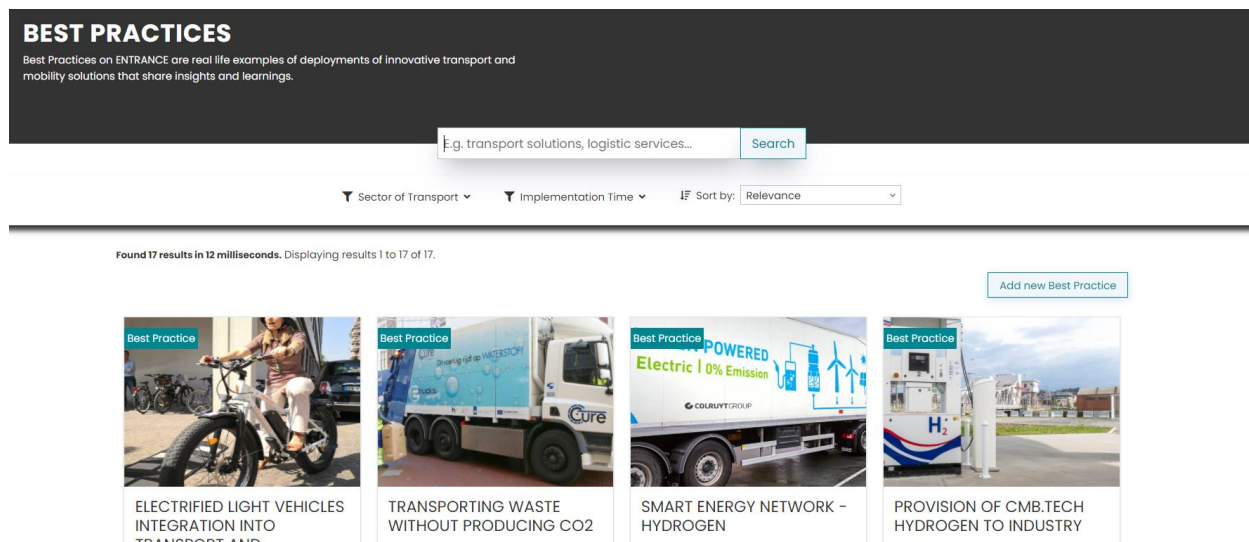 BEST PRACTICES
Best Practices on ENTRANCE are real life examples of deployments of innovative transport and
mobility solutions that share insights and learnings.
E.g. transport solutions, logistic services...
Search
Sector of Transport
Implementation Time
Sort by:
Relevance
Found 17 results in 12 milliseconds. Displaying results 1 to 17 of 17.
Add new Best Practice
Best Practice
Best Practice
Best Practice
Best Practice
WATERSTOF
Cure
POWERED
Electric | 0% Emission
COLRUYTGROUP
H2
ELECTRIFIED LIGHT VEHICLES
INTEGRATION INTO
TRANSPORT AND
TRANSPORTING WASTE
WITHOUT PRODUCING CO2
SMART ENERGY NETWORK -
HYDROGEN
PROVISION OF CMB.TECH
HYDROGEN TO INDUSTRY